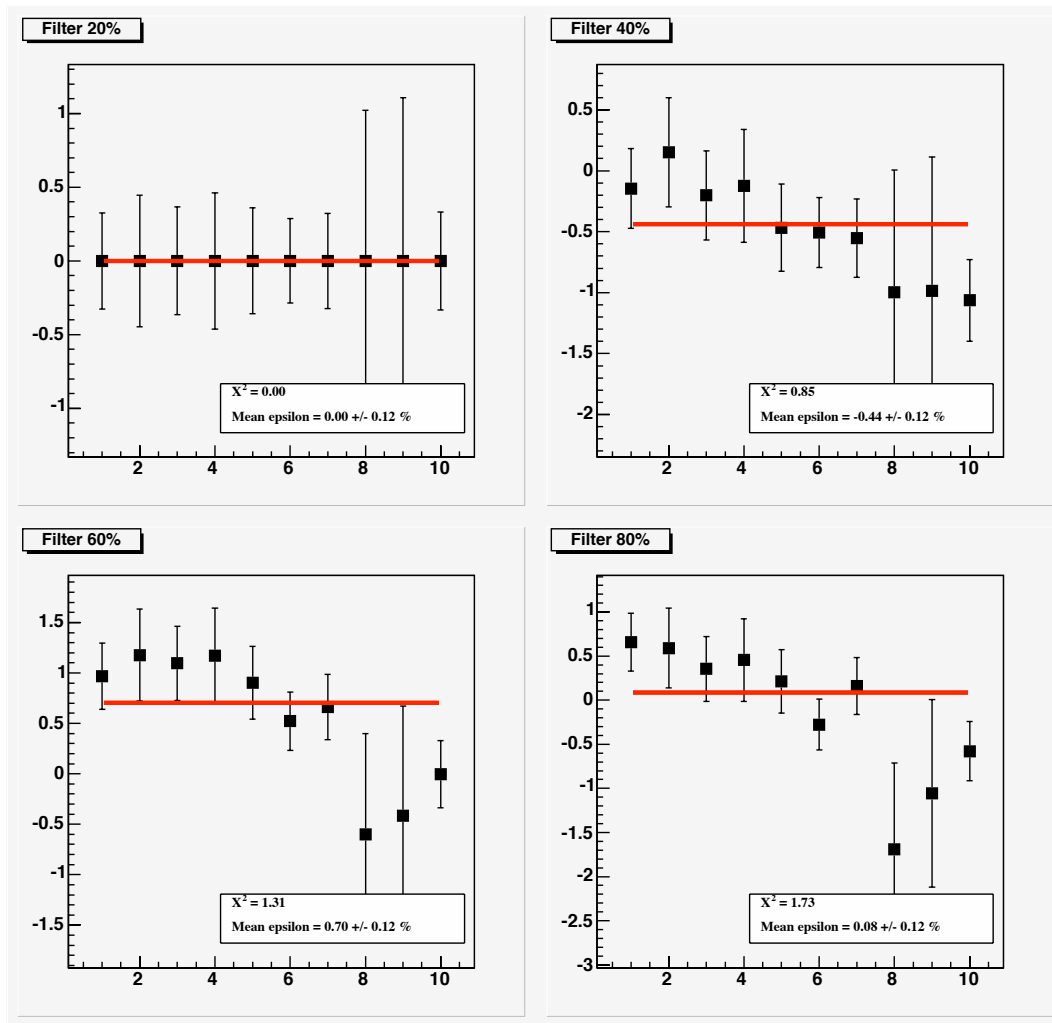 Filter 20%
1
0.5
0
-0.5
-1
X² = 0.00
Mean epsilon = 0.00 +/- 0.12 %
2 4 6 8 10
Filter 40%
0.5
0
-0.5
-1
-1.5
-2
X² = 0.85
Mean epsilon = -0.44 +/- 0.12 %
2 4 6 8 10
Filter 60%
1.5
1
0.5
0
-0.5
-1
-1.5
X² = 1.31
Mean epsilon = 0.70 +/- 0.12 %
2 4 6 8 10
Filter 80%
1
0.5
0
-0.5
-1
-1.5
-2
-2.5
-3
X² = 1.73
Mean epsilon = 0.08 +/- 0.12 %
2 4 6 8 10